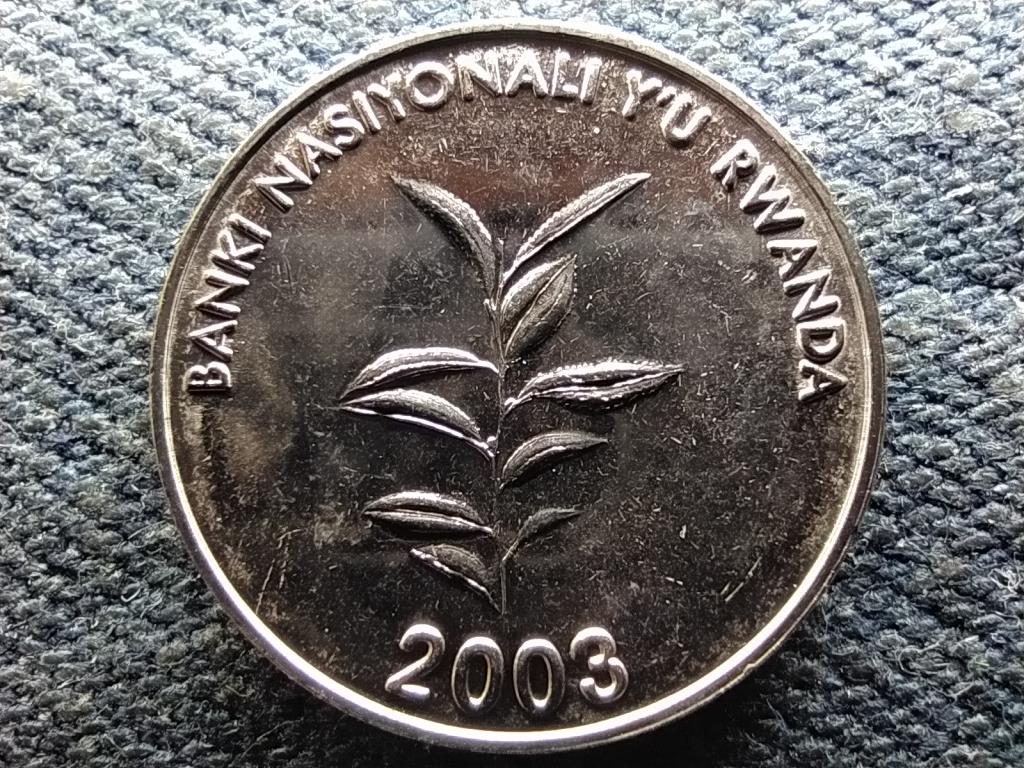 BANKI NASIYONALI Y'U RWANDA
2003